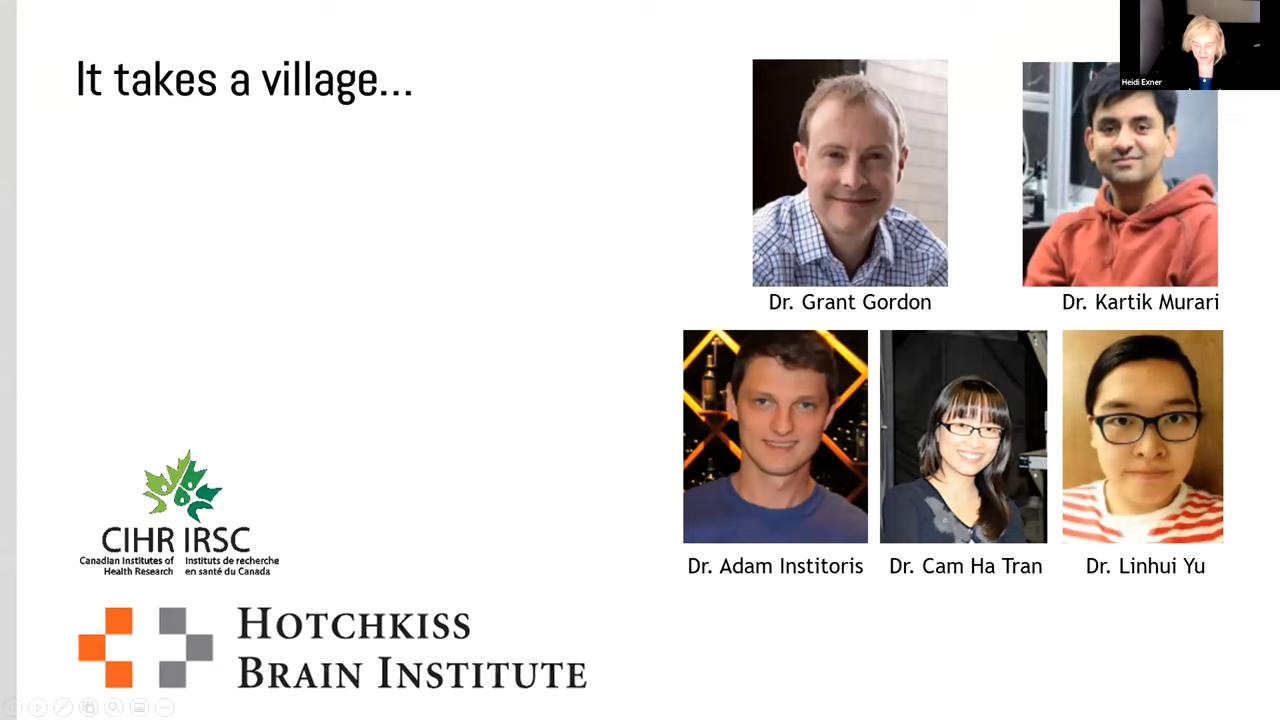 It takes a village...
Heidi Exner
Dr. Grant Gordon
Dr. Kartik Murari
Dr. Adam Institoris
Dr. Cam Ha Tran
Dr. Linhui Yu
CIHR IRSC
Canadian Institutes of Health Research
Instituts de recherche en santé du Canada
HOTCHKISS
BRAIN INSTITUTE